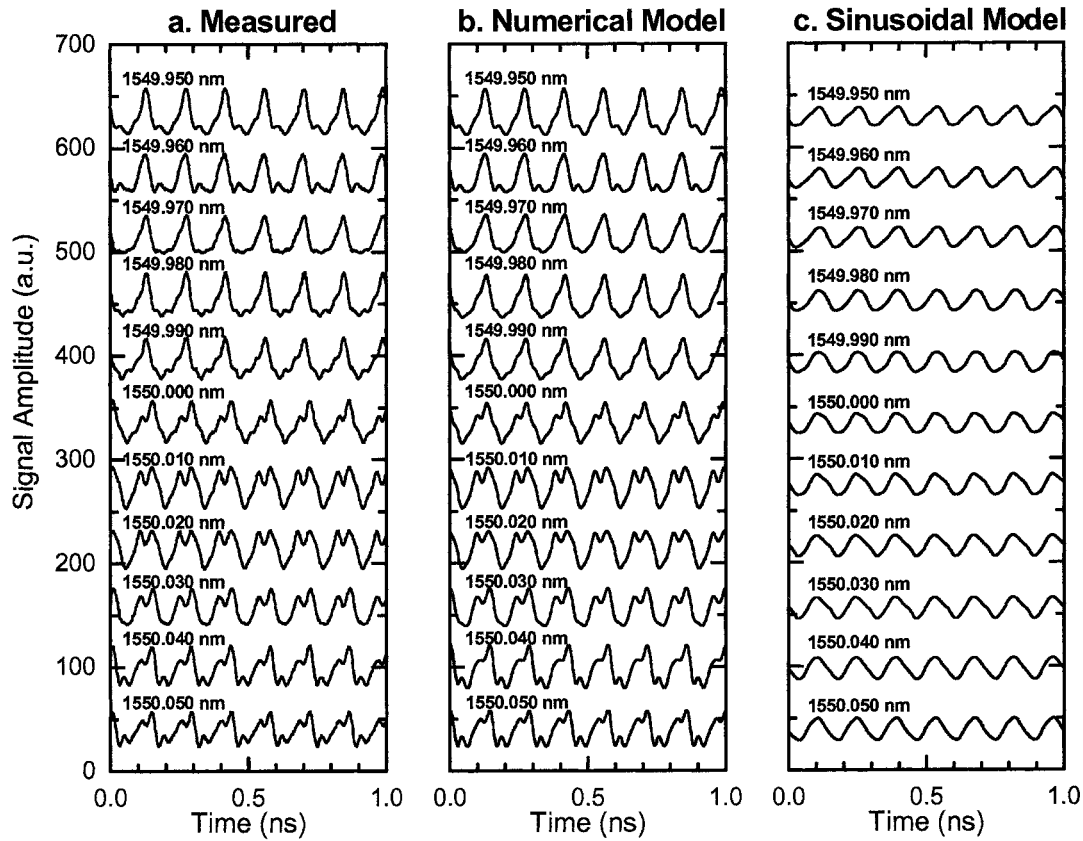 a. Measured
b. Numerical Model
c. Sinusoidal Model
Signal Amplitude (a.u.)
700
600
500
400
300
200
100
0
1549.950 nm
1549.960 nm
1549.970 nm
1549.980 nm
1549.990 nm
1550.000 nm
1550.010 nm
1550.020 nm
1550.030 nm
1550.040 nm
1550.050 nm
0.0 0.5 1.0
Time (ns)
1549.950 nm
1549.960 nm
1549.970 nm
1549.980 nm
1549.990 nm
1550.000 nm
1550.010 nm
1550.020 nm
1550.030 nm
1550.040 nm
1550.050 nm
0.0 0.5 1.0
Time (ns)
1549.950 nm
1549.960 nm
1549.970 nm
1549.980 nm
1549.990 nm
1550.000 nm
1550.010 nm
1550.020 nm
1550.030 nm
1550.040 nm
1550.050 nm
0.0 0.5 1.0
Time (ns)